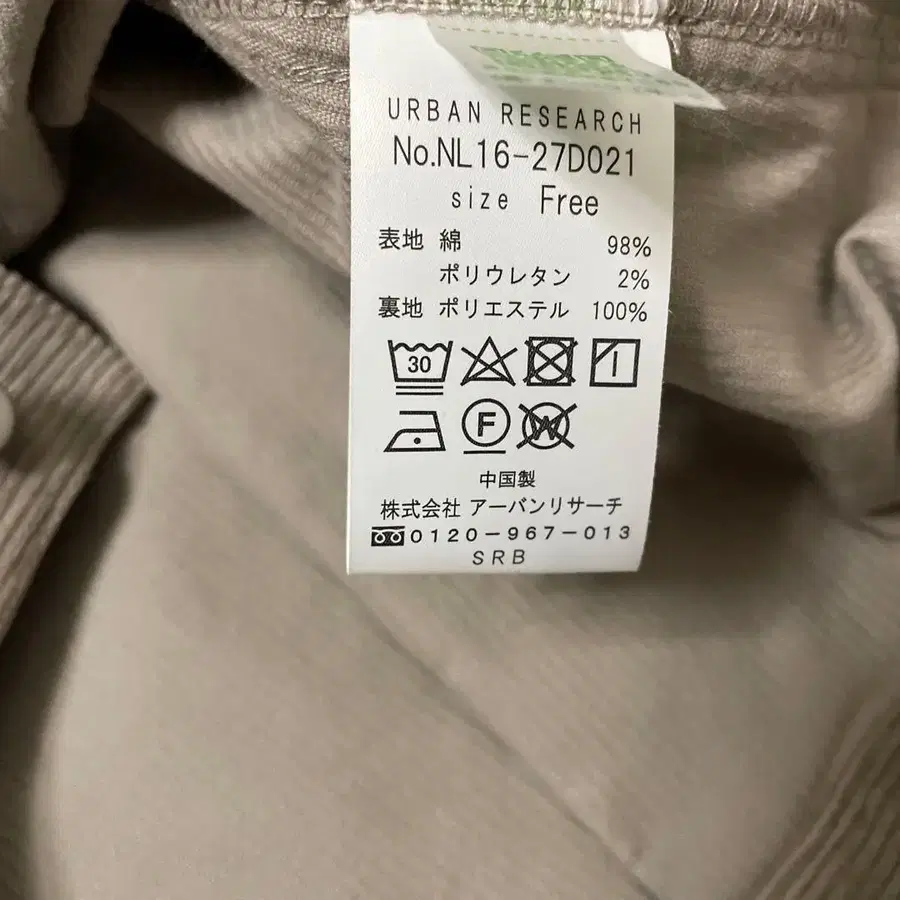 URBAN RESEARCH
No.NL16-27D021
size Free
表地 綿 98%
ポリウレタン 2%
裏地 ポリエステル 100%
30
F
W
中国製
株式会社 アーバンリサーチ
0120-967-013
SRB